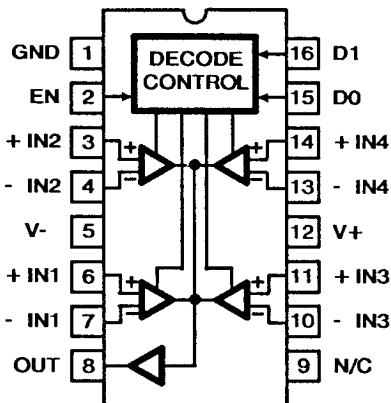 GND 1 DECODE CONTROL 16 D1
EN 2 15 D0
+ IN2 3 + + 14 + IN4
- IN2 4 − − 13 - IN4
V- 5 12 V+
+ IN1 6 + + 11 + IN3
- IN1 7 − − 10 - IN3
OUT 8 9 N/C